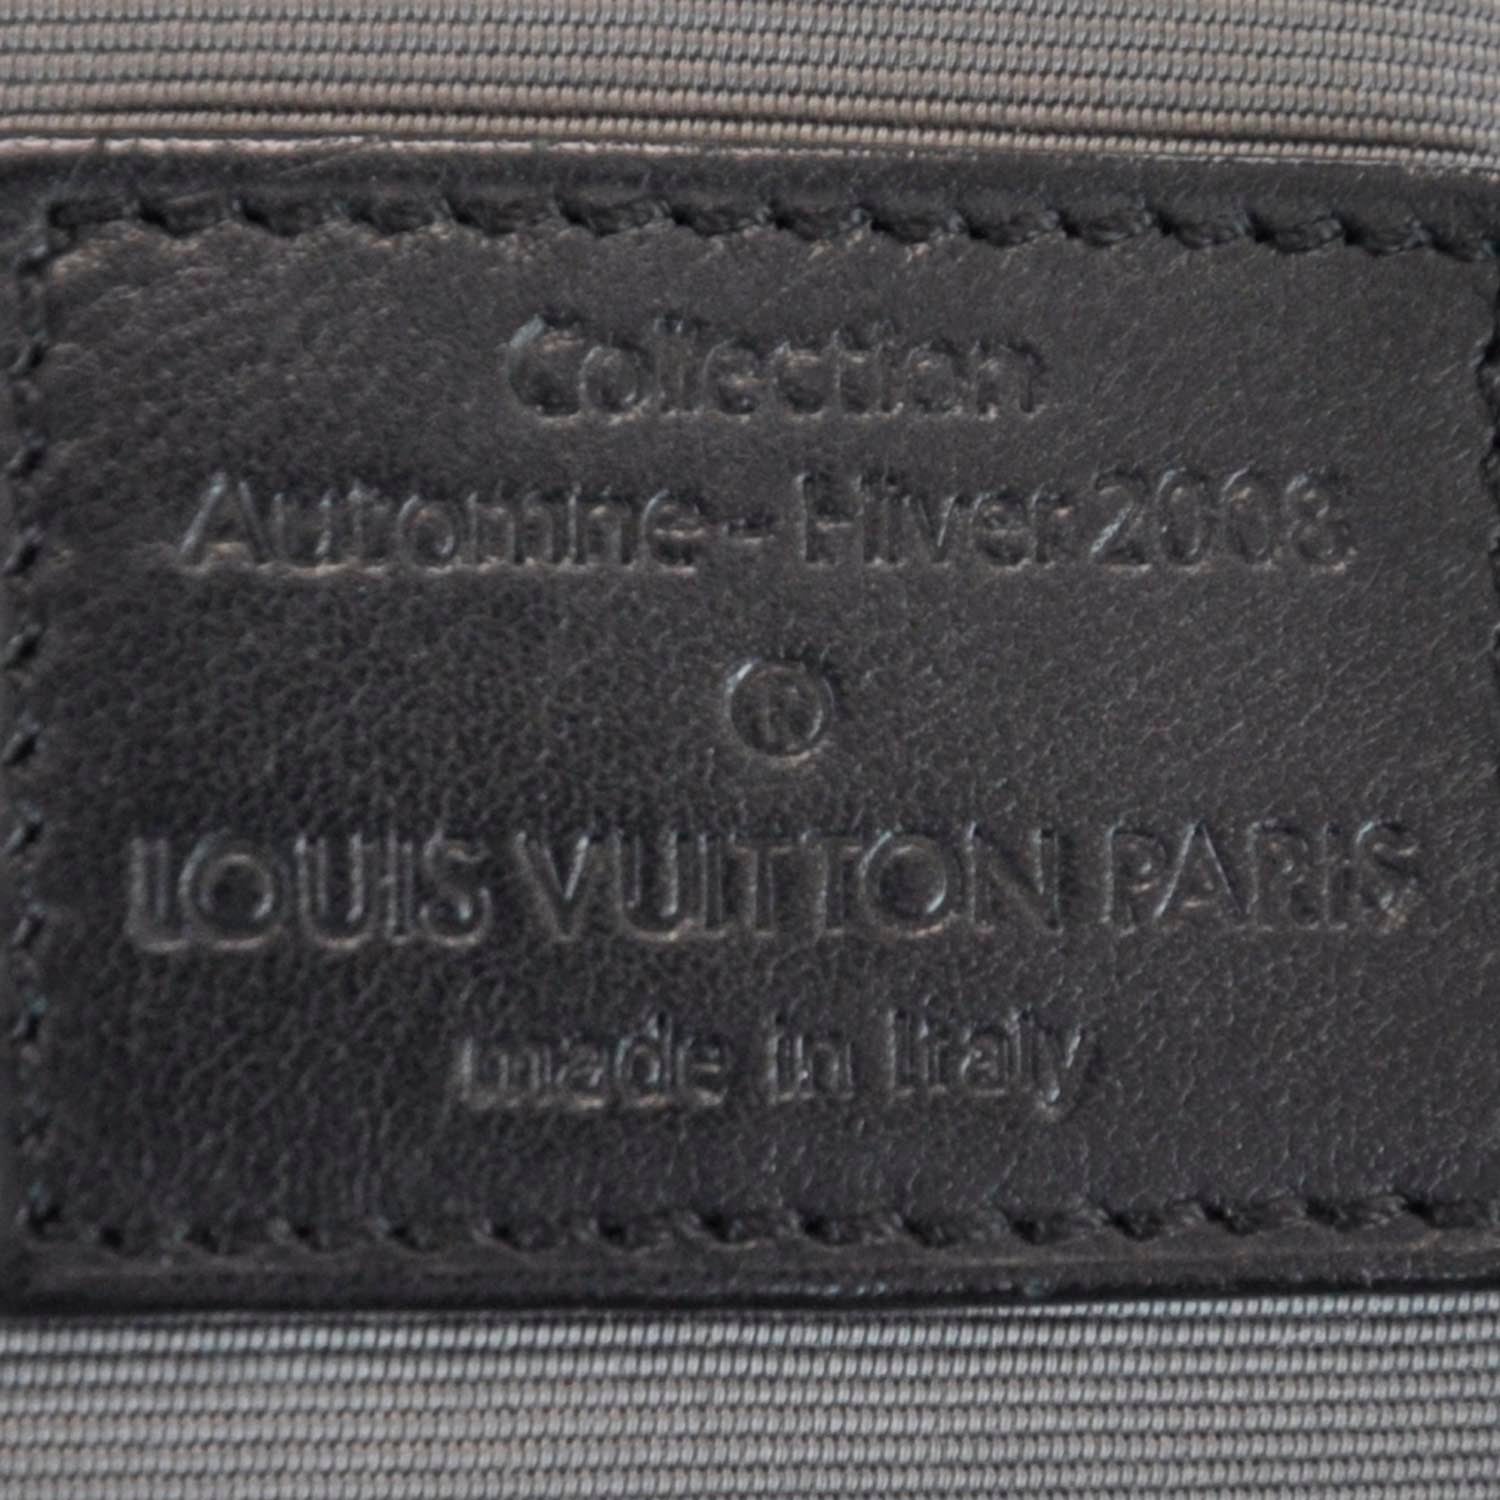 Collection
Automne - Hiver 2008
®
LOUIS VUITTON PARIS
made in Italy